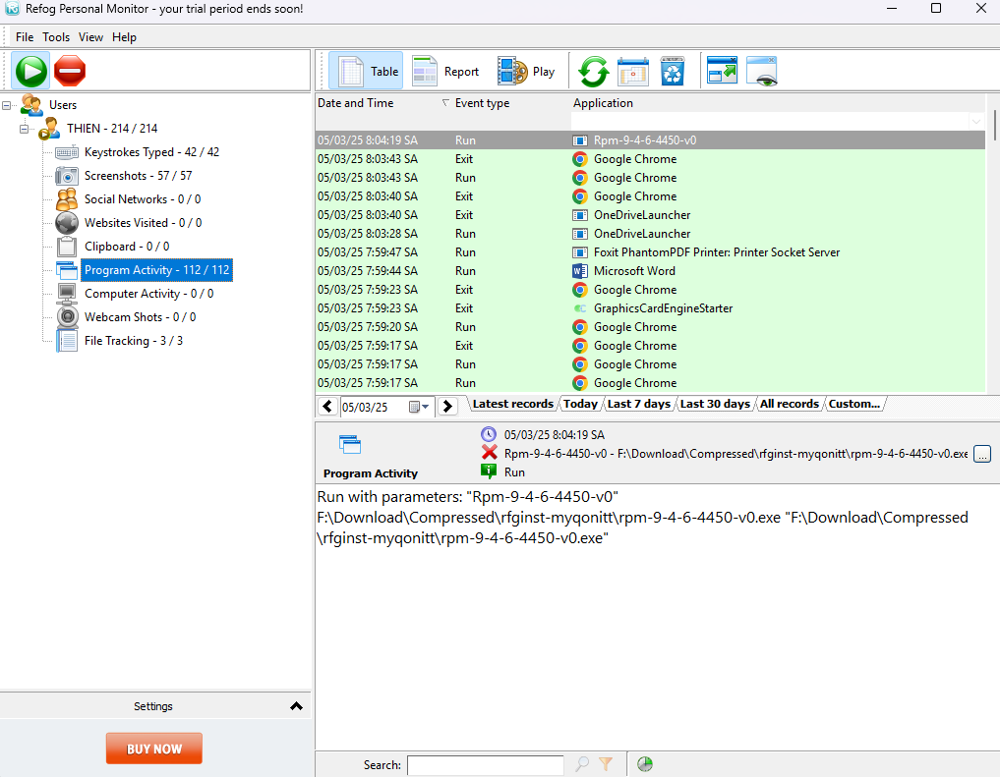 Refog Personal Monitor - your trial period ends soon!
File Tools View Help
Table Report Play
Users
THIEN - 214 / 214
Keystrokes Typed - 42 / 42
Screenshots - 57 / 57
Social Networks - 0 / 0
Websites Visited - 0 / 0
Clipboard - 0 / 0
Program Activity - 112 / 112
Computer Activity - 0 / 0
Webcam Shots - 0 / 0
File Tracking - 3 / 3
Settings
BUY NOW
Date and Time Event type Application
05/03/25 8:04:19 SA Run Rpm-9-4-6-4450-v0
05/03/25 8:03:43 SA Exit Google Chrome
05/03/25 8:03:43 SA Run Google Chrome
05/03/25 8:03:40 SA Exit Google Chrome
05/03/25 8:03:40 SA Exit OneDriveLauncher
05/03/25 8:03:28 SA Run OneDriveLauncher
05/03/25 7:59:47 SA Run Foxit PhantomPDF Printer: Printer Socket Server
05/03/25 7:59:44 SA Run Microsoft Word
05/03/25 7:59:23 SA Exit Google Chrome
05/03/25 7:59:23 SA Exit GraphicsCardEngineStarter
05/03/25 7:59:20 SA Run Google Chrome
05/03/25 7:59:17 SA Exit Google Chrome
05/03/25 7:59:17 SA Run Google Chrome
05/03/25 7:59:17 SA Run Google Chrome
05/03/25 Latest records Today Last 7 days Last 30 days All records Custom...
05/03/25 8:04:19 SA
Rpm-9-4-6-4450-v0 - F:\Download\Compressed\rfginst-myqonitt\rpm-9-4-6-4450-v0.exe ...
Program Activity Run
Run with parameters: "Rpm-9-4-6-4450-v0"
F:\Download\Compressed\rfginst-myqonitt\rpm-9-4-6-4450-v0.exe "F:\Download\Compressed
\rfginst-myqonitt\rpm-9-4-6-4450-v0.exe"
Search: